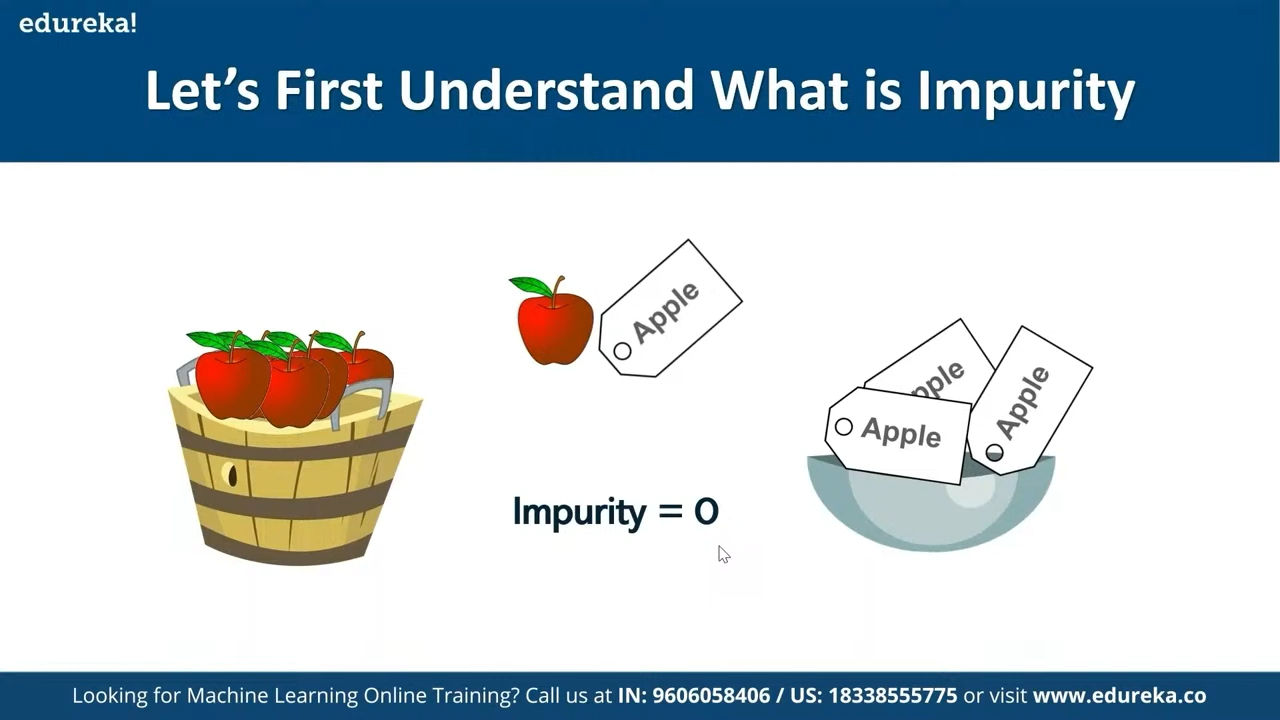 edureka!
Let's First Understand What is Impurity
Apple
Apple
Apple
Apple
Impurity = 0
Looking for Machine Learning Online Training? Call us at IN: 9606058406 / US: 18338555775 or visit www.edureka.co